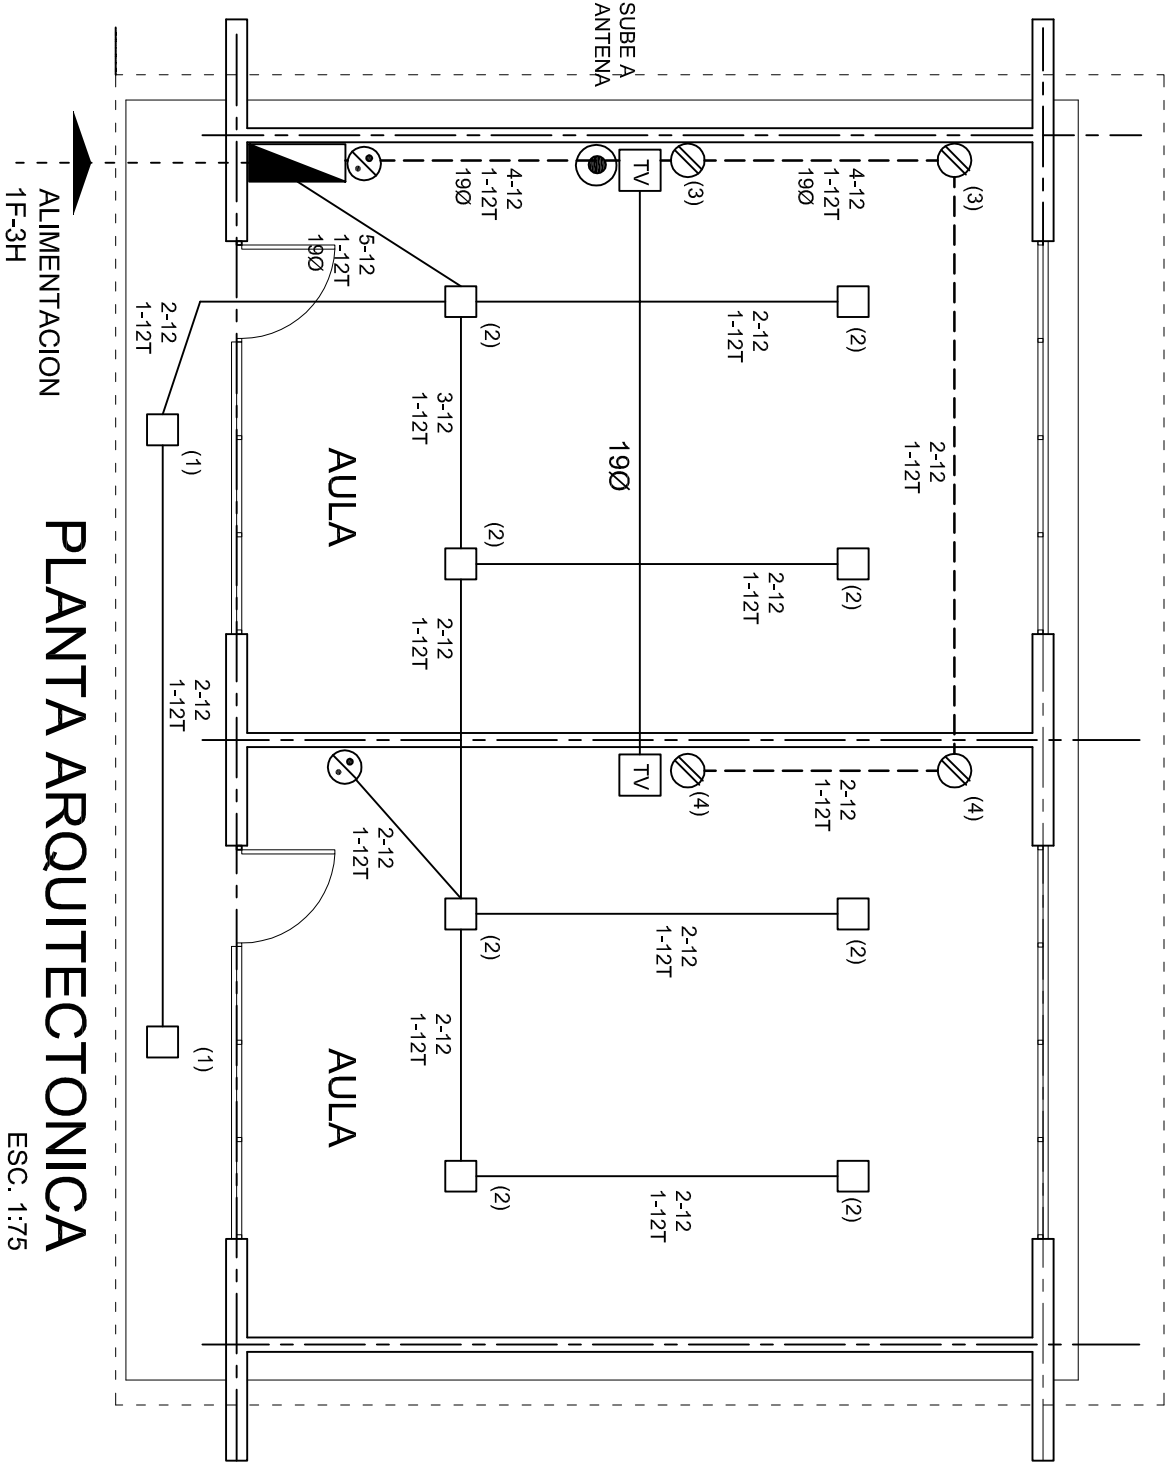 SUBE A
ANTENA
(3)
4-12
1-12T
19Ø
(3)
4-12
1-12T
19Ø
TV
5-12
1-12T
19Ø
ALIMENTACION
1F-3H
2-12
1-12T
(2)
2-12
1-12T
(2)
2-12
1-12T
3-12
1-12T
19Ø
AULA
(1)
(2)
2-12
1-12T
(2)
2-12
1-12T
2-12
1-12T
TV
(4)
2-12
1-12T
(4)
2-12
1-12T
(2)
2-12
1-12T
(2)
2-12
1-12T
AULA
(1)
(2)
2-12
1-12T
(2)
PLANTA ARQUITECTONICA
ESC. 1:75